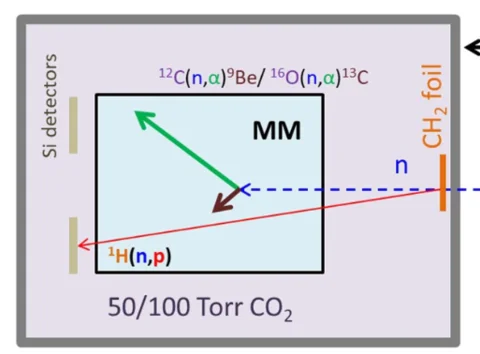 ¹²C(n,α)⁹Be/ ¹⁶O(n,α)¹³C
Si detectors
CH₂ foil
MM
n
¹H(n,p)
50/100 Torr CO₂